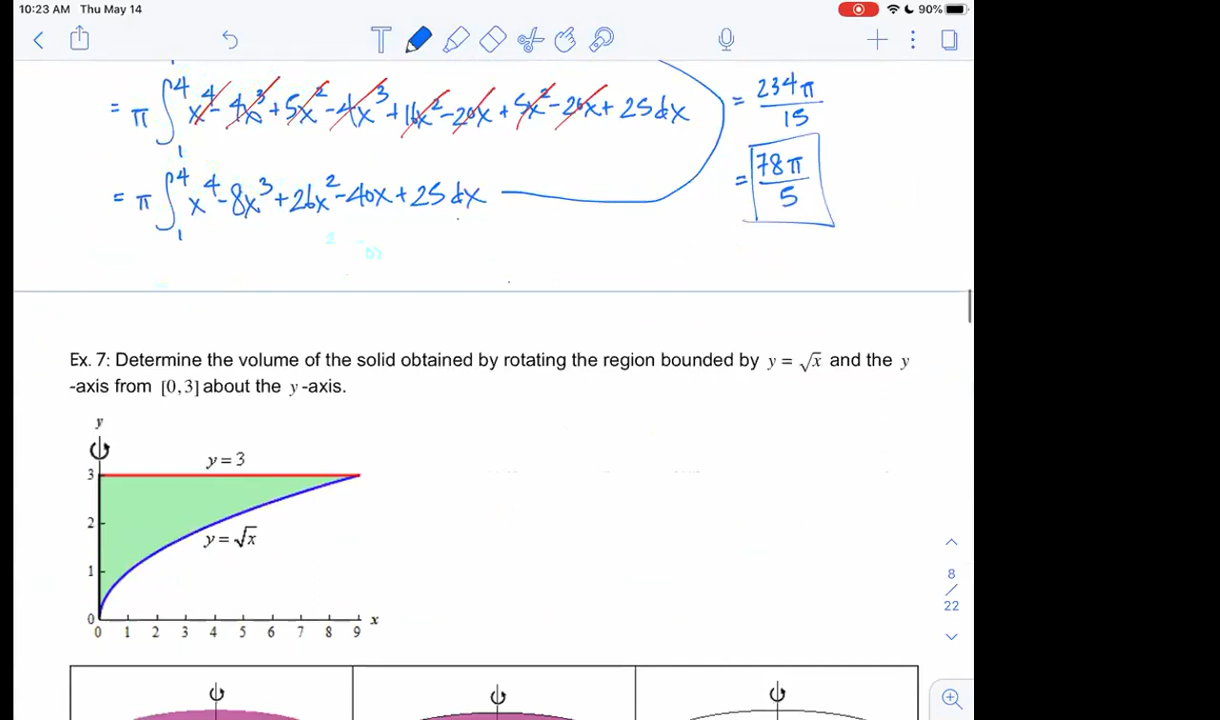 10:23 AM Thu May 14
90%
= π ∫₁⁴ x⁴ - 4x³ + 5x² - 4x³ + 16x² - 20x + 5x² - 20x + 25 dx
= 234π/15
= π ∫₁⁴ x⁴ - 8x³ + 26x² - 40x + 25 dx
= 78π/5
Ex. 7: Determine the volume of the solid obtained by rotating the region bounded by y = √x and the y
-axis from [0,3] about the y -axis.
y
y = 3
3
2
y = √x
1
0
0 1 2 3 4 5 6 7 8 9 x
8
/
22